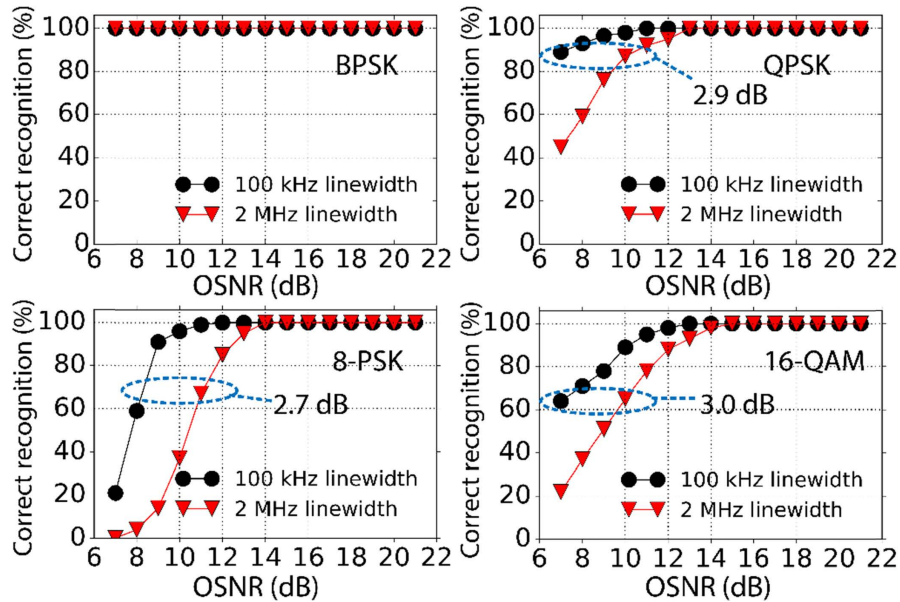 Correct recognition (%)
100
80
60
40
20
0
BPSK
100 kHz linewidth
2 MHz linewidth
6 8 10 12 14 16 18 20 22
OSNR (dB)
Correct recognition (%)
100
80
60
40
20
0
QPSK
2.9 dB
100 kHz linewidth
2 MHz linewidth
6 8 10 12 14 16 18 20 22
OSNR (dB)
Correct recognition (%)
100
80
60
40
20
0
8-PSK
2.7 dB
100 kHz linewidth
2 MHz linewidth
6 8 10 12 14 16 18 20 22
OSNR (dB)
Correct recognition (%)
100
80
60
40
20
0
16-QAM
3.0 dB
100 kHz linewidth
2 MHz linewidth
6 8 10 12 14 16 18 20 22
OSNR (dB)